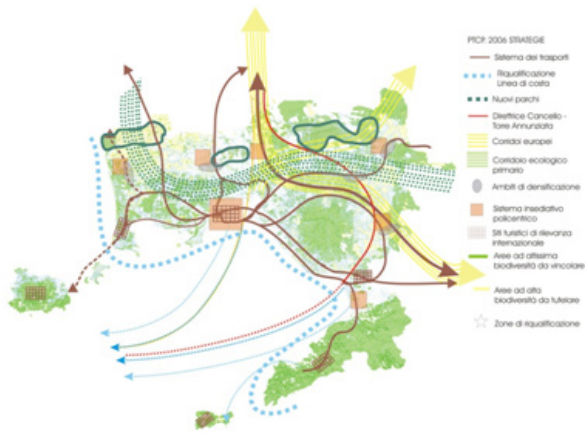 PTCP. 2006 STRATEGIE
Sistema dei trasporti
Riqualificazione
Linea di costa
Nuovi parchi
Direttrice Cancello -
Torre Annunziata
Corridoi europei
Corridoio ecologico
primario
Ambiti di densificazione
Sistema insediativo
policentrico
Siti turistici di rilevanza
internazionale
Aree ad altissima
biodiversità da vincolare
Aree ad alta
biodiversità da tutelare
Zone di riqualificazione